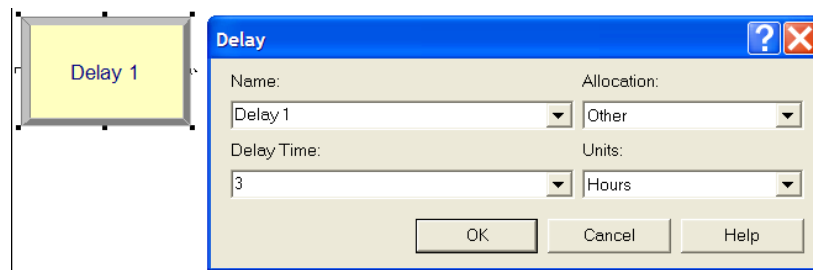 Delay 1
Delay
Name:
Allocation:
Delay 1
Other
Delay Time:
Units:
3
Hours
OK
Cancel
Help